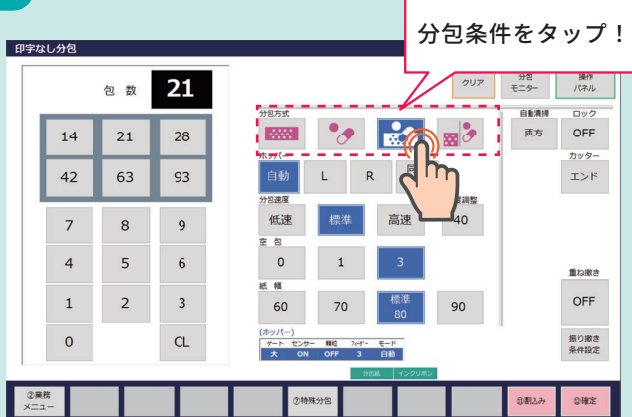 分包条件をタップ！
印字なし分包
包 数 21
クリア
分包
モニター
操作
パネル
14 21 28
42 63 93
7 8 9
4 5 6
1 2 3
0 CL
分包方式
自動清掃
両方
ロック
OFF
ホッパー
自動 L R
カッター
エンド
分包速度
低速 標準 高速 40
空 包
0 1 3
紙 幅
60 70 標準
80 90
重ね撒き
OFF
(ホッパー)
ゲート センサー 顆粒 フィーダー モード
大 ON OFF 3 自動
振り撒き
条件設定
分包紙 インクリボン
②業務
メニュー
⑦特殊分包
⑪割込み
⑫確定